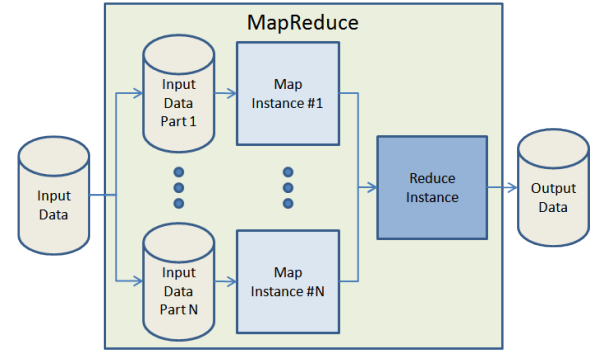 MapReduce
Input
Data
Part 1
Map
Instance #1
Input
Data
Reduce
Instance
Output
Data
Input
Data
Part N
Map
Instance #N